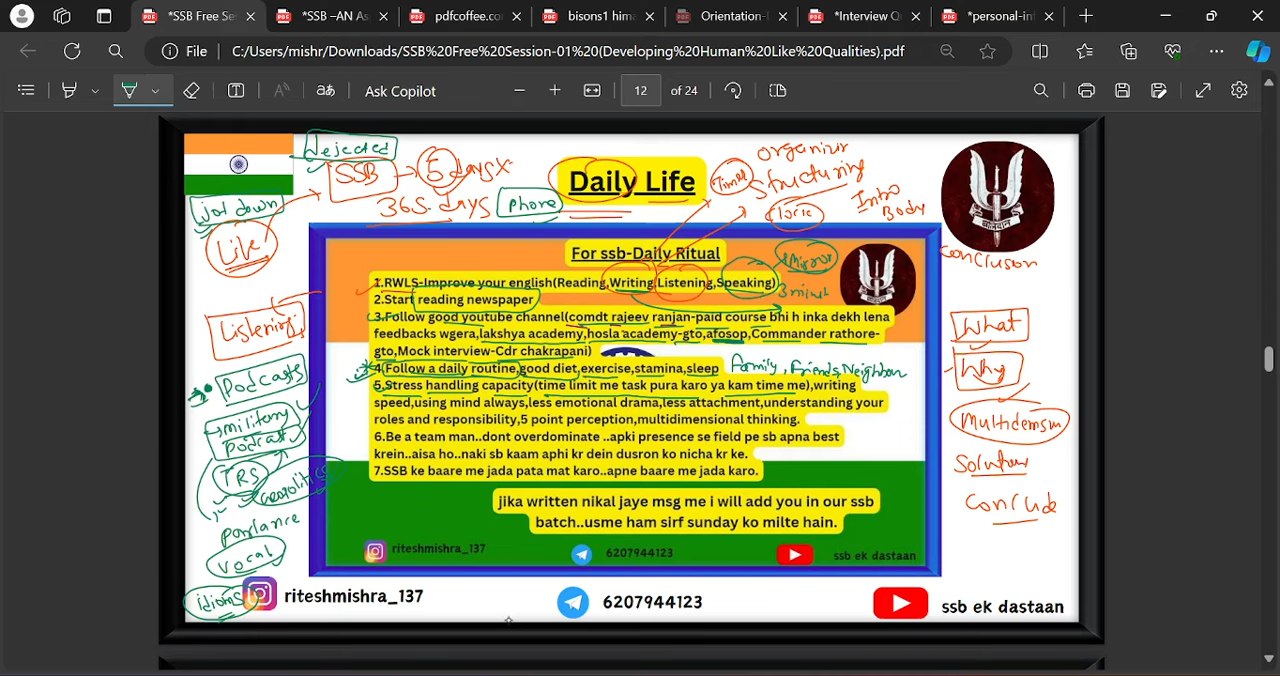 *SSB Free Se
*SSB –AN As
pdfcoffee.co
bisons1 him
Orientation-
*Interview Q
*personal-in
File
C:/Users/mishr/Downloads/SSB%20Free%20Session-01%20(Developing%20Human%20Like%20Qualities).pdf
aあ
Ask Copilot
12 of 24
rejected
SSB → 5 days
365 days
phone
jot down
Life
Daily Life
Time
organizing
structuring
Intro
Body
Conclusion
For ssb-Daily Ritual
mirror
3 minut
1.RWLS-Improve your english(Reading,Writing,Listening,Speaking)
2.Start reading newspaper
3.Follow good youtube channel(comdt rajeev ranjan-paid course bhi h inka dekh lena
feedbacks wgera,lakshya academy,hosla academy-gto,afosop,Commander rathore-
gto,Mock interview-Cdr chakrapani)
4(Follow a daily routine,good diet,exercise,stamina,sleep
Family, Friends, Neighbour
5.Stress handling capacity(time limit me task pura karo ya kam time me),writing
speed,using mind always,less emotional drama,less attachment,understanding your
roles and responsibility,5 point perception,multidimensional thinking.
6.Be a team man..dont overdominate ..apki presence se field pe sb apna best
krein..aisa ho..naki sb kaam aphi kr dein dusron ko nicha kr ke.
7.SSB ke baare me jada pata mat karo..apne baare me jada karo.
jika written nikal jaye msg me i will add you in our ssb
batch..usme ham sirf sunday ko milte hain.
riteshmishra_137
6207944123
ssb ek dastaan
Listening
Podcasts
military
podcast
TRS
Geopolitics
parlance
vocab
idioms
What
Why
Solution
Conclude
riteshmishra_137
6207944123
ssb ek dastaan